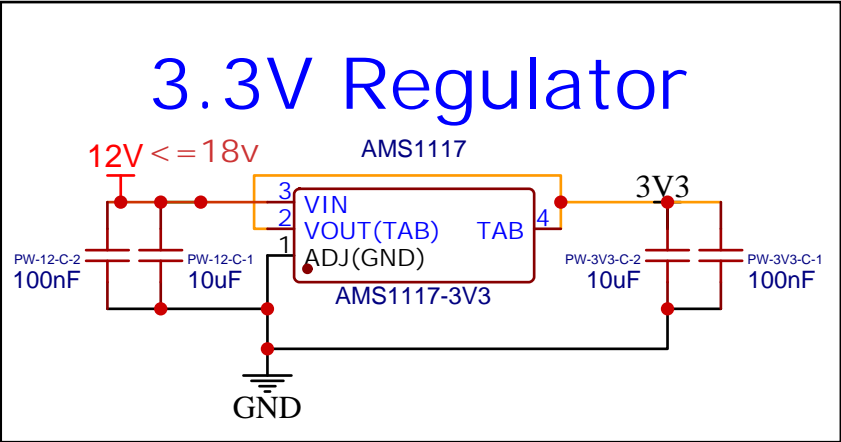 3.3V Regulator
12V <=18v
AMS1117
3V3
3
VIN
2
VOUT(TAB)
TAB
4
1
ADJ(GND)
PW-12-C-2
100nF
PW-12-C-1
10uF
PW-3V3-C-2
10uF
PW-3V3-C-1
100nF
AMS1117-3V3
GND